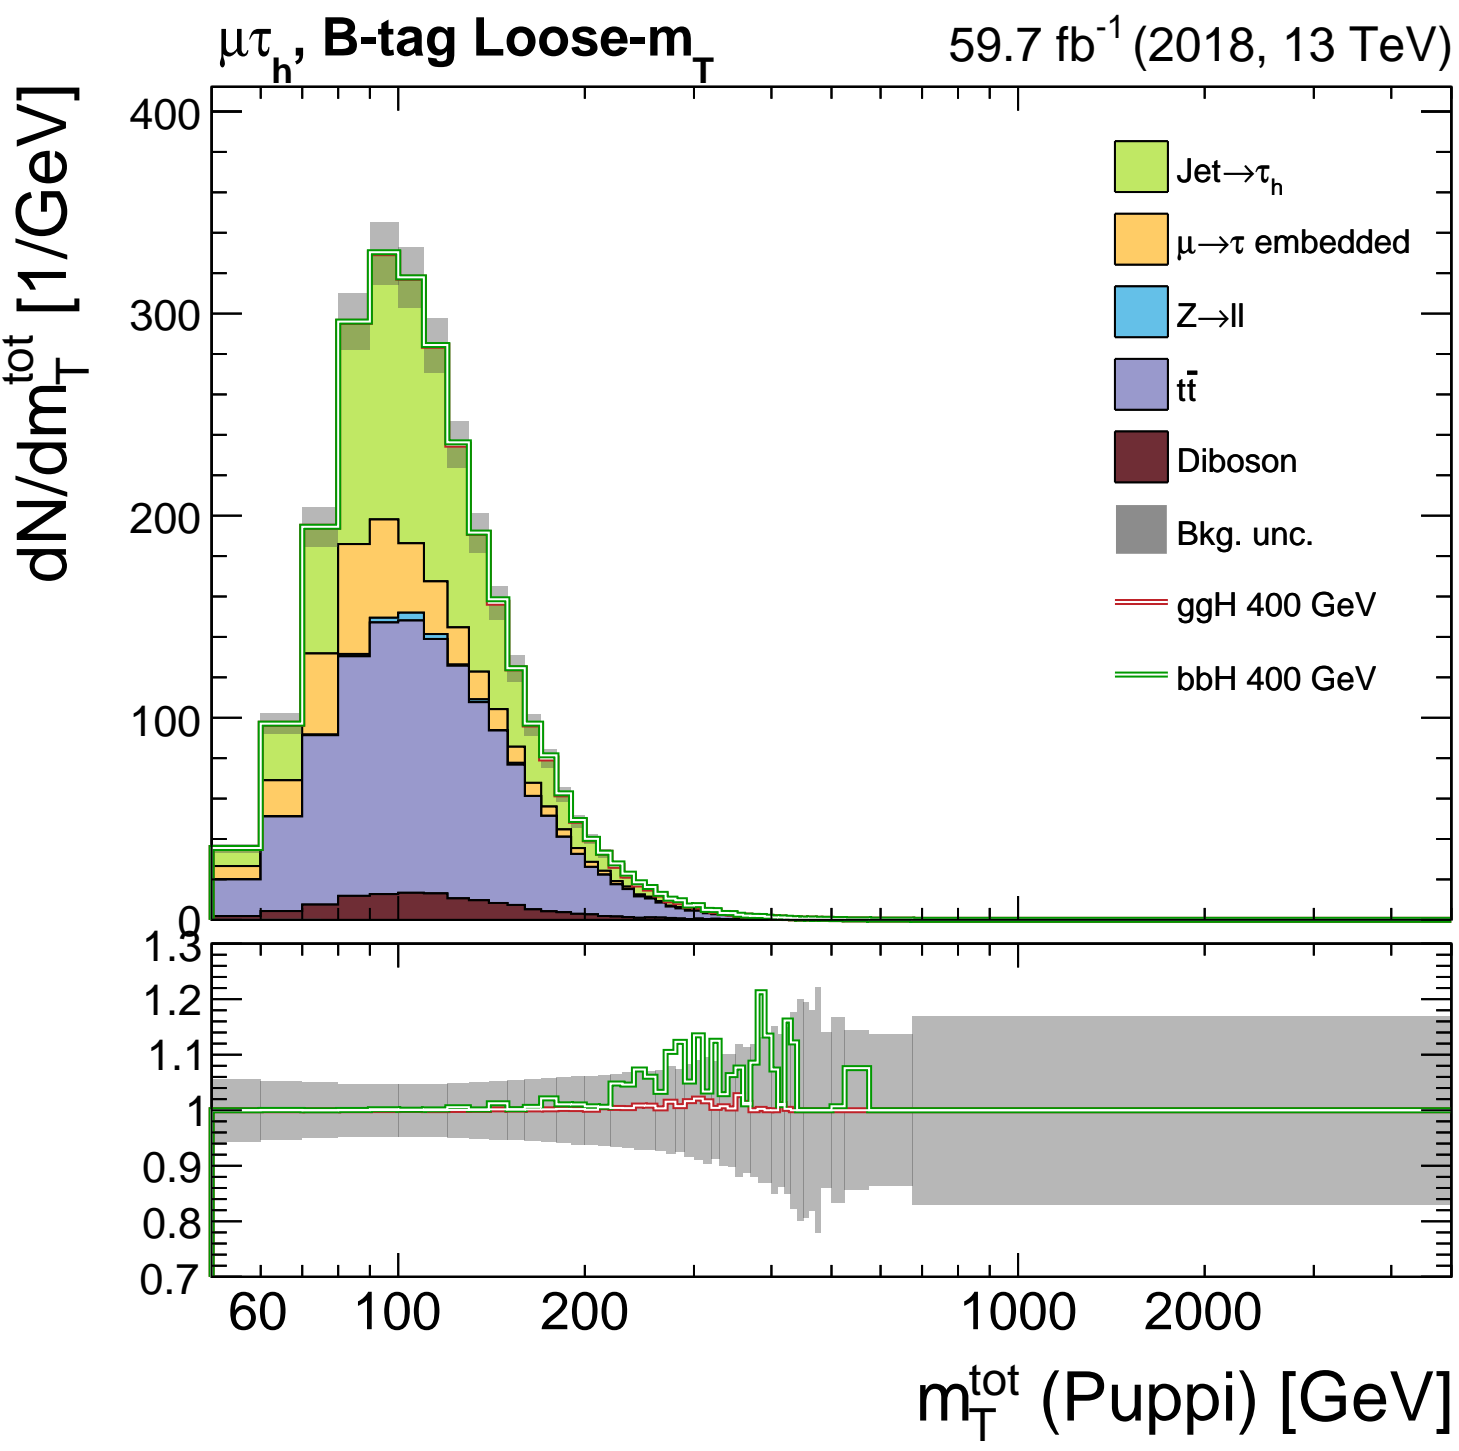 μτh, B-tag Loose-mT
59.7 fb-1 (2018, 13 TeV)
dN/dmTtot [1/GeV]
400
300
200
100
0
Jet→τh
μ→τ embedded
Z→ll
tt̄
Diboson
Bkg. unc.
ggH 400 GeV
bbH 400 GeV
1.3
1.2
1.1
1
0.9
0.8
0.7
60 100 200 1000 2000
mTtot (Puppi) [GeV]